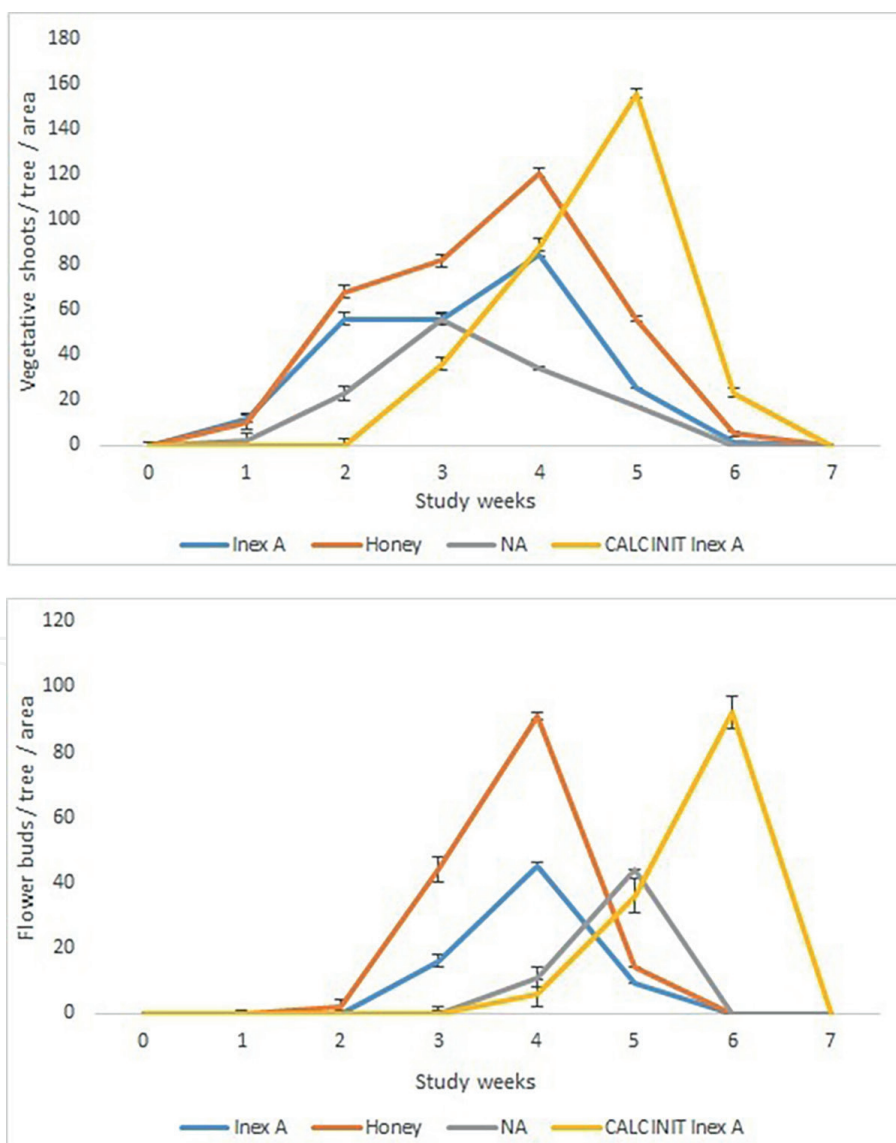 180
160
140
120
100
80
60
40
20
0
Vegetative shoots / tree / area
0 1 2 3 4 5 6 7
Study weeks
Inex A Honey NA CALCINIT Inex A
120
100
80
60
40
20
0
Flower buds / tree / area
0 1 2 3 4 5 6 7
Study weeks
Inex A Honey NA CALCINIT Inex A